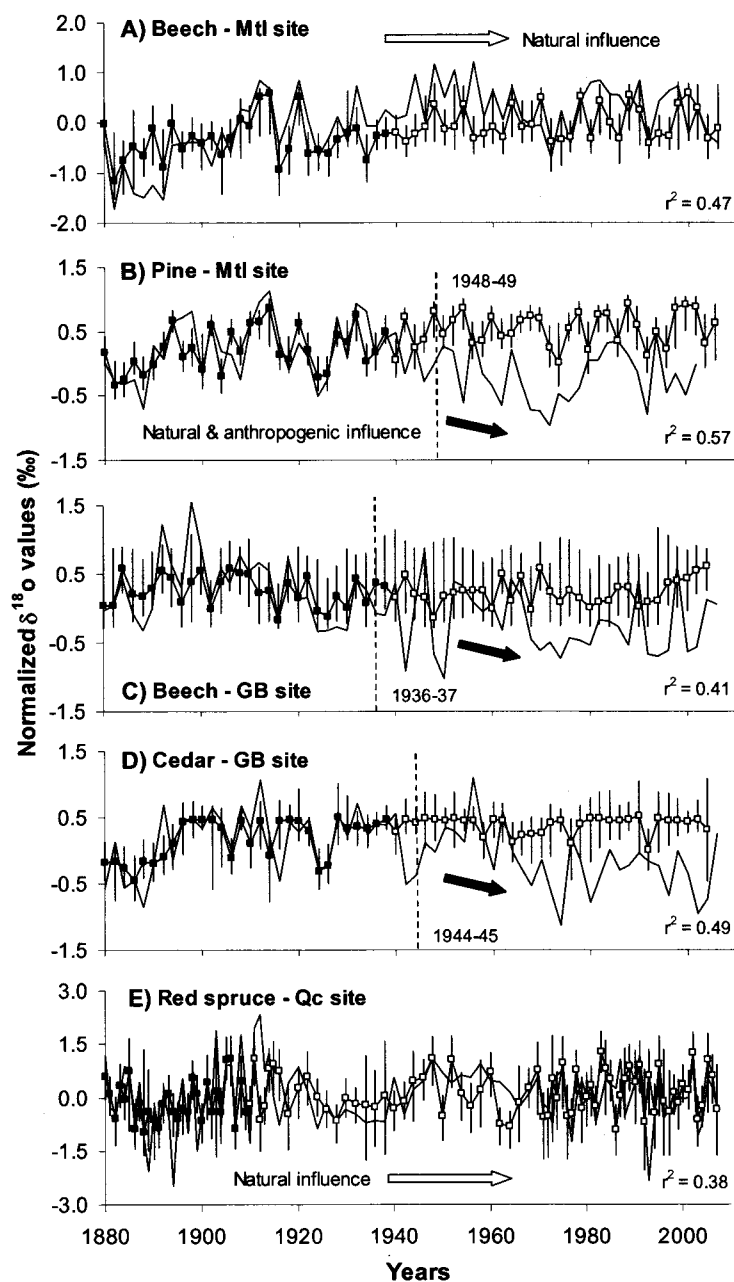 A) Beech - Mtl site
Natural influence
1.0
0.0
-1.0
-2.0
r² = 0.47
B) Pine - Mtl site
1.5
1948-49
0.5
-0.5
Natural & anthropogenic influence
-1.5
r² = 0.57
Normalized δ¹⁸o values (‰)
1.5
0.5
-0.5
C) Beech - GB site
1936-37
-1.5
r² = 0.41
D) Cedar - GB site
1.5
0.5
-0.5
1944-45
-1.5
r² = 0.49
E) Red spruce - Qc site
3.0
1.5
0.0
-1.5
Natural influence
-3.0
r² = 0.38
1880 1900 1920 1940 1960 1980 2000
Years
2.0